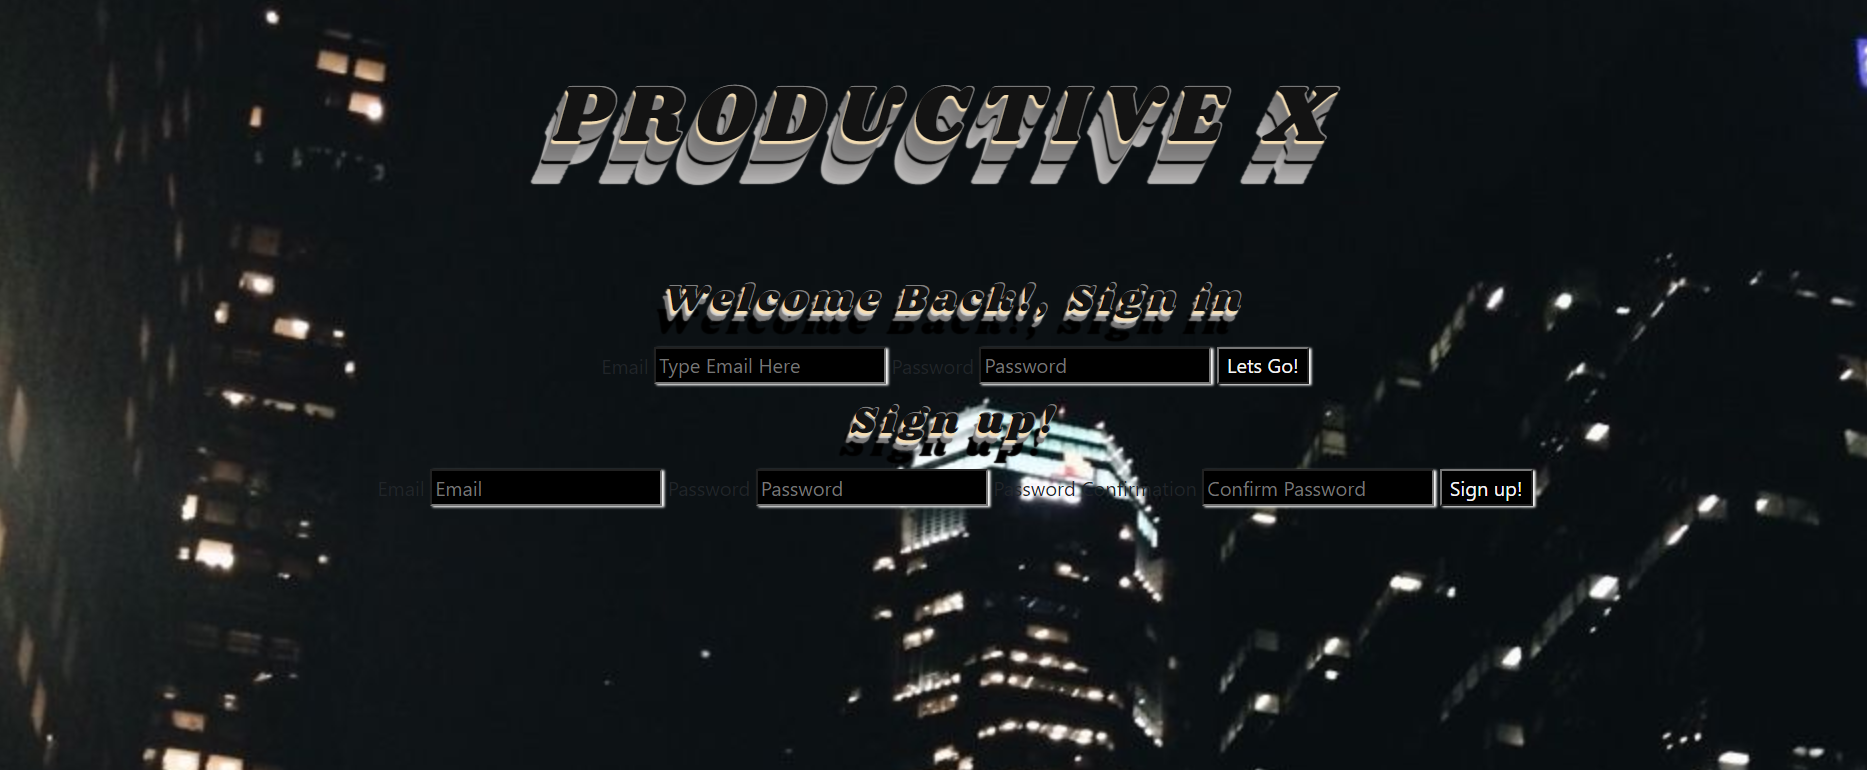 PRODUCTIVE X
Welcome Back!, Sign in
Email Type Email Here Password Password Lets Go!
Sign up!
Email Email Password Password Password Confirmation Confirm Password Sign up!